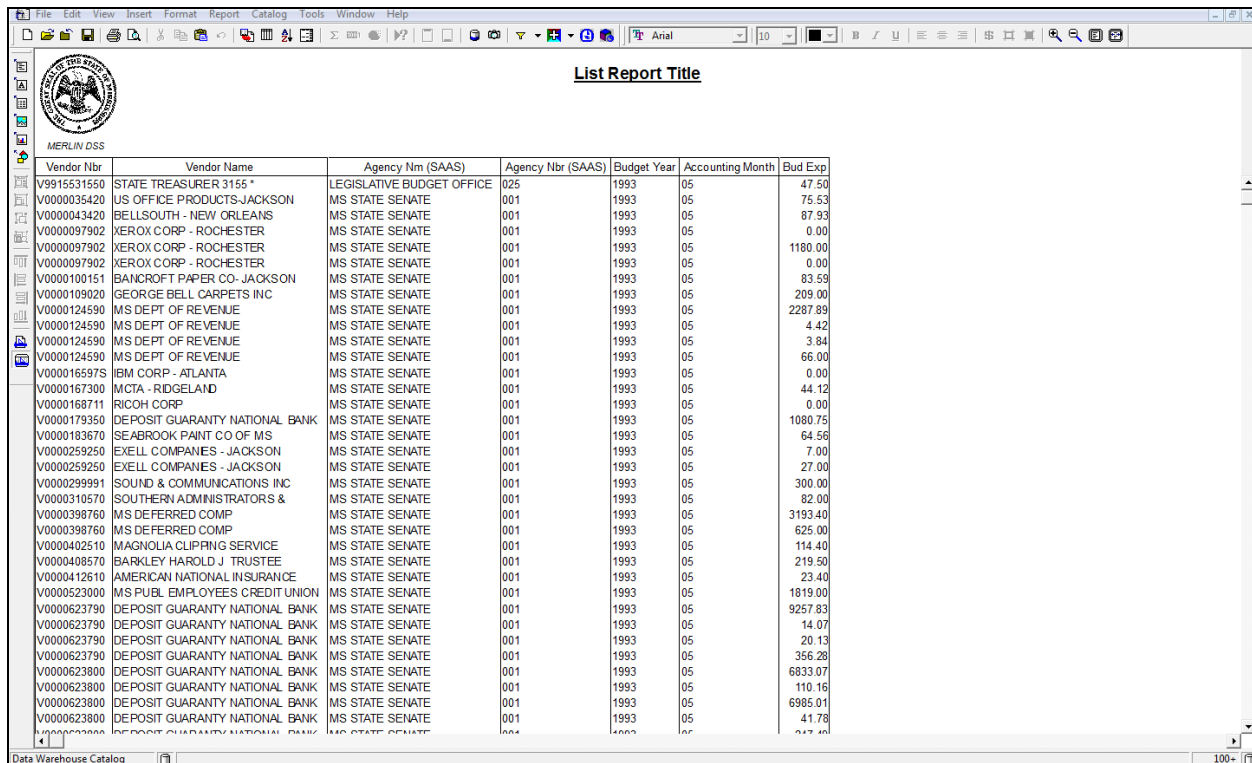 File Edit View Insert Format Report Catalog Tools Window Help
Arial 10 B I U
List Report Title
MERLIN DSS
Vendor Nbr Vendor Name Agency Nm (SAAS) Agency Nbr (SAAS) Budget Year Accounting Month Bud Exp
V9915531550 STATE TREASURER 3155 * LEGISLATIVE BUDGET OFFICE 025 1993 05 47.50
V0000035420 US OFFICE PRODUCTS-JACKSON MS STATE SENATE 001 1993 05 75.53
V0000043420 BELLSOUTH - NEW ORLEANS MS STATE SENATE 001 1993 05 87.93
V0000097902 XEROX CORP - ROCHESTER MS STATE SENATE 001 1993 05 0.00
V0000097902 XEROX CORP - ROCHESTER MS STATE SENATE 001 1993 05 1180.00
V0000097902 XEROX CORP - ROCHESTER MS STATE SENATE 001 1993 05 0.00
V0000100151 BANCROFT PAPER CO- JACKSON MS STATE SENATE 001 1993 05 83.59
V0000109020 GEORGE BELL CARPETS INC MS STATE SENATE 001 1993 05 209.00
V0000124590 MS DEPT OF REVENUE MS STATE SENATE 001 1993 05 2287.89
V0000124590 MS DEPT OF REVENUE MS STATE SENATE 001 1993 05 4.42
V0000124590 MS DEPT OF REVENUE MS STATE SENATE 001 1993 05 3.84
V0000124590 MS DEPT OF REVENUE MS STATE SENATE 001 1993 05 66.00
V000016597S IBM CORP - ATLANTA MS STATE SENATE 001 1993 05 0.00
V0000167300 MCTA - RIDGELAND MS STATE SENATE 001 1993 05 44.12
V0000168711 RICOH CORP MS STATE SENATE 001 1993 05 0.00
V0000179350 DEPOSIT GUARANTY NATIONAL BANK MS STATE SENATE 001 1993 05 1080.75
V0000183670 SEABROOK PAINT CO OF MS MS STATE SENATE 001 1993 05 64.56
V0000259250 EXELL COMPANIES - JACKSON MS STATE SENATE 001 1993 05 7.00
V0000259250 EXELL COMPANIES - JACKSON MS STATE SENATE 001 1993 05 27.00
V0000299991 SOUND & COMMUNICATIONS INC MS STATE SENATE 001 1993 05 300.00
V0000310570 SOUTHERN ADMINISTRATORS & MS STATE SENATE 001 1993 05 82.00
V0000398760 MS DEFERRED COMP MS STATE SENATE 001 1993 05 3193.40
V0000398760 MS DEFERRED COMP MS STATE SENATE 001 1993 05 625.00
V0000402510 MAGNOLIA CLIPPING SERVICE MS STATE SENATE 001 1993 05 114.40
V0000408570 BARKLEY HAROLD J TRUSTEE MS STATE SENATE 001 1993 05 219.50
V0000412610 AMERICAN NATIONAL INSURANCE MS STATE SENATE 001 1993 05 23.40
V0000523000 MS PUBL EMPLOYEES CREDIT UNION MS STATE SENATE 001 1993 05 1819.00
V0000623790 DEPOSIT GUARANTY NATIONAL BANK MS STATE SENATE 001 1993 05 9257.83
V0000623790 DEPOSIT GUARANTY NATIONAL BANK MS STATE SENATE 001 1993 05 14.07
V0000623790 DEPOSIT GUARANTY NATIONAL BANK MS STATE SENATE 001 1993 05 20.13
V0000623790 DEPOSIT GUARANTY NATIONAL BANK MS STATE SENATE 001 1993 05 356.28
V0000623800 DEPOSIT GUARANTY NATIONAL BANK MS STATE SENATE 001 1993 05 6833.07
V0000623800 DEPOSIT GUARANTY NATIONAL BANK MS STATE SENATE 001 1993 05 110.16
V0000623800 DEPOSIT GUARANTY NATIONAL BANK MS STATE SENATE 001 1993 05 6985.01
V0000623800 DEPOSIT GUARANTY NATIONAL BANK MS STATE SENATE 001 1993 05 41.78
Data Warehouse Catalog 100+